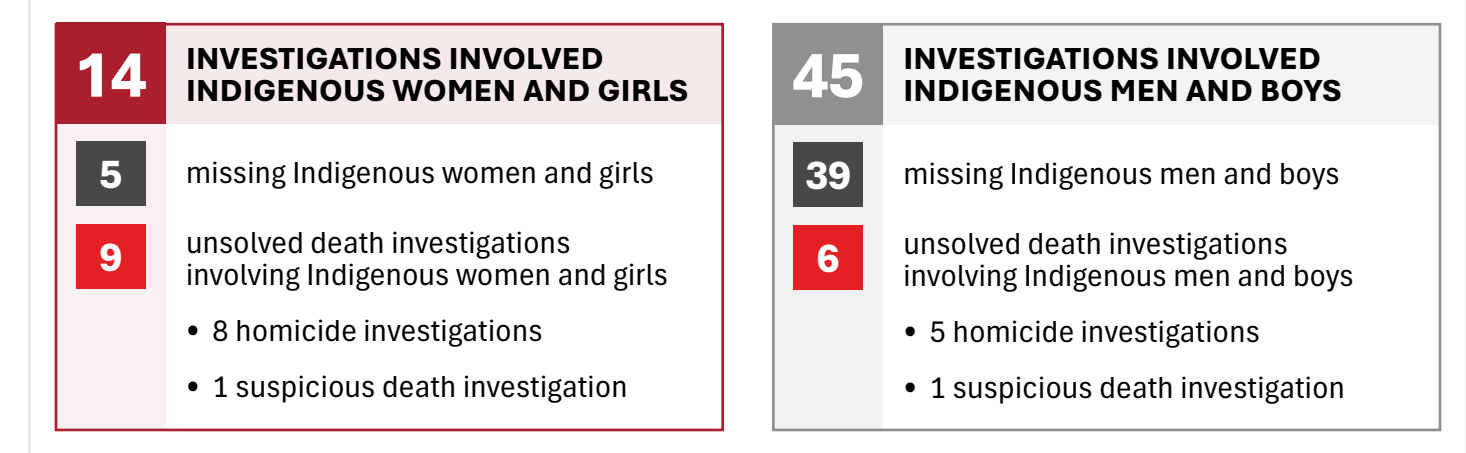 14
INVESTIGATIONS INVOLVED
INDIGENOUS WOMEN AND GIRLS
5
missing Indigenous women and girls
9
unsolved death investigations
involving Indigenous women and girls
• 8 homicide investigations
• 1 suspicious death investigation
45
INVESTIGATIONS INVOLVED
INDIGENOUS MEN AND BOYS
39
missing Indigenous men and boys
6
unsolved death investigations
involving Indigenous men and boys
• 5 homicide investigations
• 1 suspicious death investigation